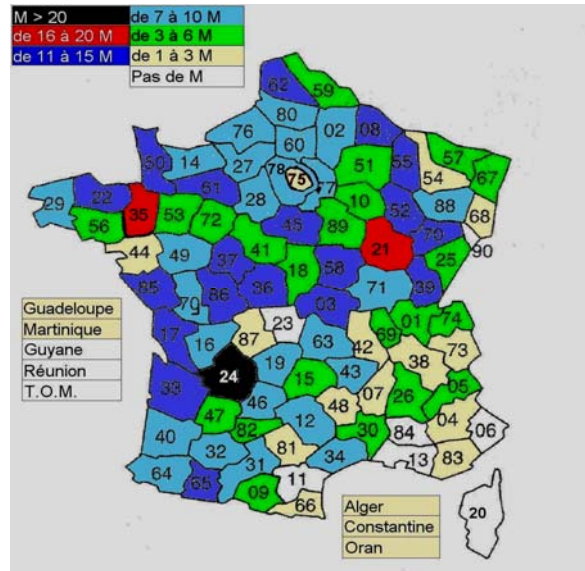 M > 20 de 7 à 10 M
de 16 à 20 M de 3 à 6 M
de 11 à 15 M de 1 à 3 M
Pas de M
62 59
80
76 02 08
60
50 14 27 78 75 77 51 55 57 67
54
61 28 10 88
29 22 35 53 72 45 89 52 68
56 70
41 21 90
44 49 37 18 58 25
85 79 86 36 03 71 39
Guadeloupe
Martinique
Guyane
Réunion
T.O.M.
23
17 16 87 63 42 69 01 74
24 19 43 38 73
33 15 07 26 05
47 46 48
82 12 30 84 04 06
40 32 81 34 13 83
64 65 31 11
09 66
20
Alger
Constantine
Oran